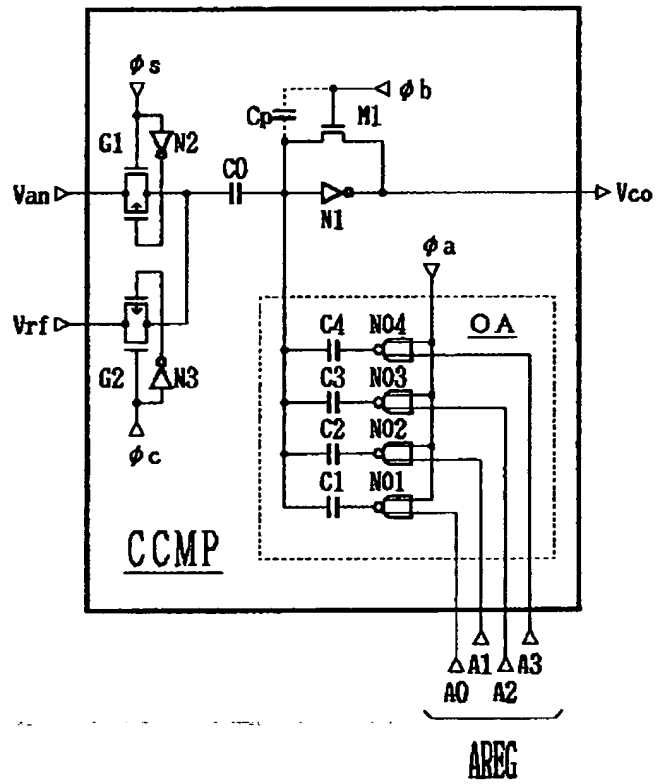 φs
φb
Cp
M1
G1
N2
C0
Van
N1
Vco
φa
Vrf
C4
NO4
OA
G2
N3
C3
NO3
C2
NO2
φc
C1
NO1
CCMP
A1
A3
A0
A2
AREG